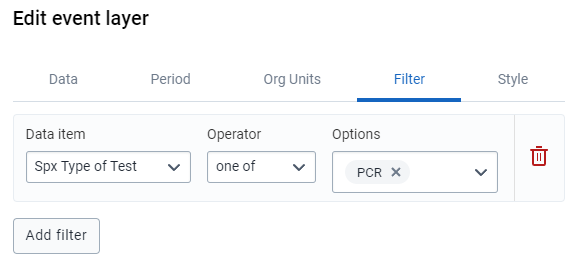 Edit event layer
Data Period Org Units Filter Style
Data item Operator Options
Spx Type of Test one of PCR
Add filter